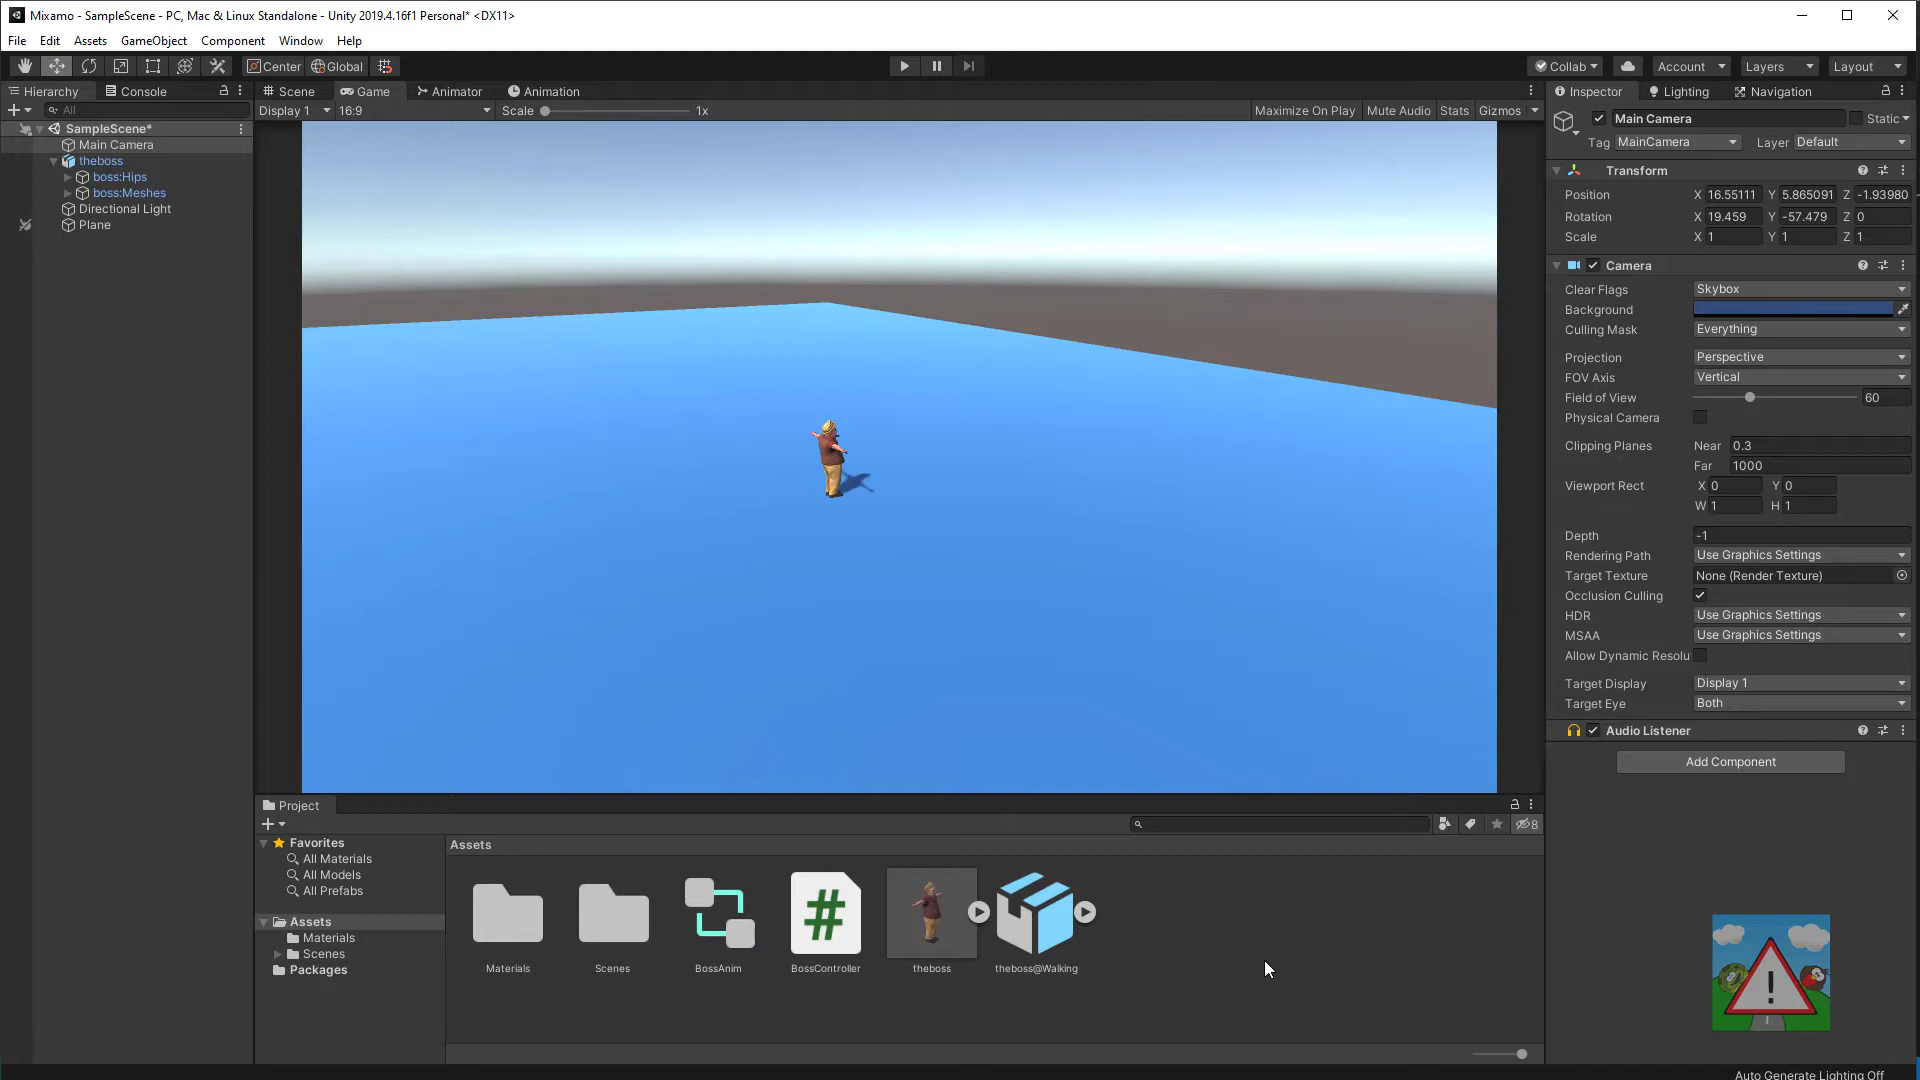 Mixamo - SampleScene - PC, Mac & Linux Standalone - Unity 2019.4.16f1 Personal* <DX11>
File Edit Assets GameObject Component Window Help
Center Global Collab Account Layers Layout
Hierarchy Console
All
SampleScene*
Main Camera
theboss
boss:Hips
boss:Meshes
Directional Light
Plane
Scene Game Animator Animation
Display 1 16:9 Scale 1x Maximize On Play Mute Audio Stats Gizmos
Inspector Lighting Navigation
Main Camera Static
Tag MainCamera Layer Default
Transform
Position X 16.55111 Y 5.865091 Z -1.93980
Rotation X 19.459 Y -57.479 Z 0
Scale X 1 Y 1 Z 1
Camera
Clear Flags Skybox
Background
Culling Mask Everything
Projection Perspective
FOV Axis Vertical
Field of View 60
Physical Camera
Clipping Planes Near 0.3
Far 1000
Viewport Rect X 0 Y 0
W 1 H 1
Depth -1
Rendering Path Use Graphics Settings
Target Texture None (Render Texture)
Occlusion Culling
HDR Use Graphics Settings
MSAA Use Graphics Settings
Allow Dynamic Resolu
Target Display Display 1
Target Eye Both
Audio Listener
Add Component
Project
8
Favorites
All Materials
All Models
All Prefabs
Assets
Materials
Scenes
Packages
Assets
Materials Scenes BossAnim BossController theboss theboss@Walking
Auto Generate Lighting Off